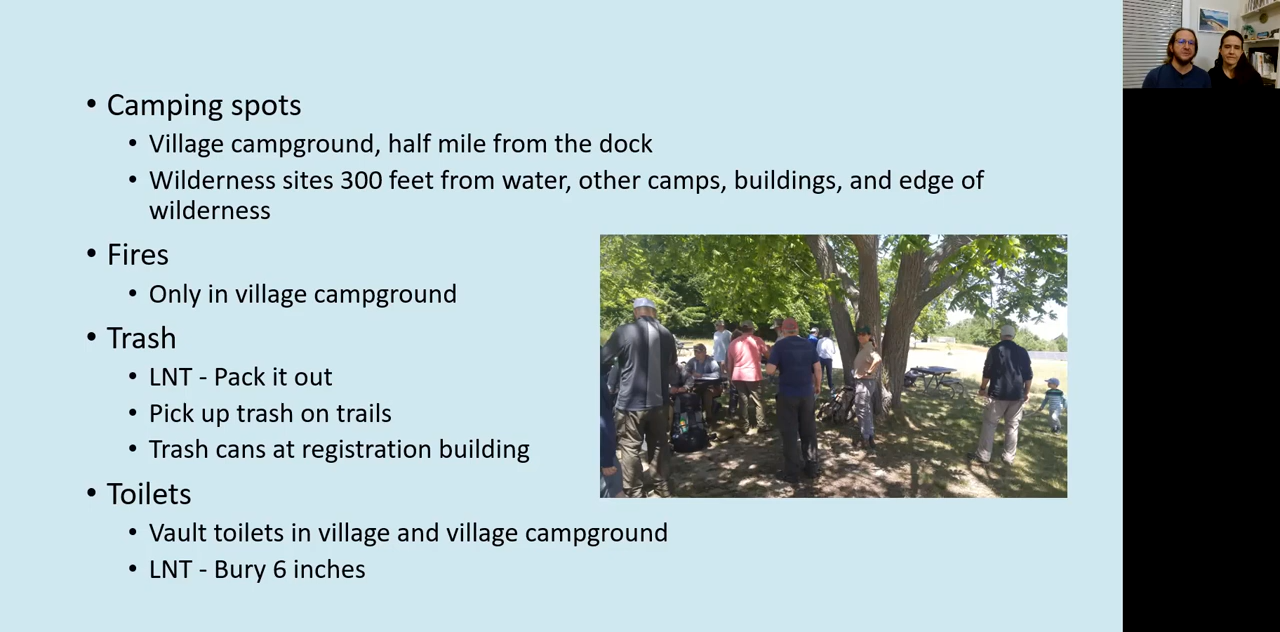 • Camping spots
• Village campground, half mile from the dock
• Wilderness sites 300 feet from water, other camps, buildings, and edge of
wilderness
• Fires
• Only in village campground
• Trash
• LNT - Pack it out
• Pick up trash on trails
• Trash cans at registration building
• Toilets
• Vault toilets in village and village campground
• LNT - Bury 6 inches